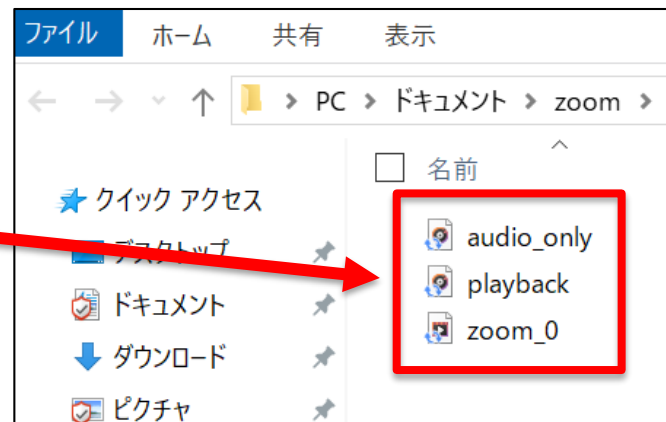 ファイル ホーム 共有 表示
PC > ドキュメント > zoom >
名前
クイック アクセス
audio_only
デスクトップ
playback
ドキュメント
zoom_0
ダウンロード
ピクチャ